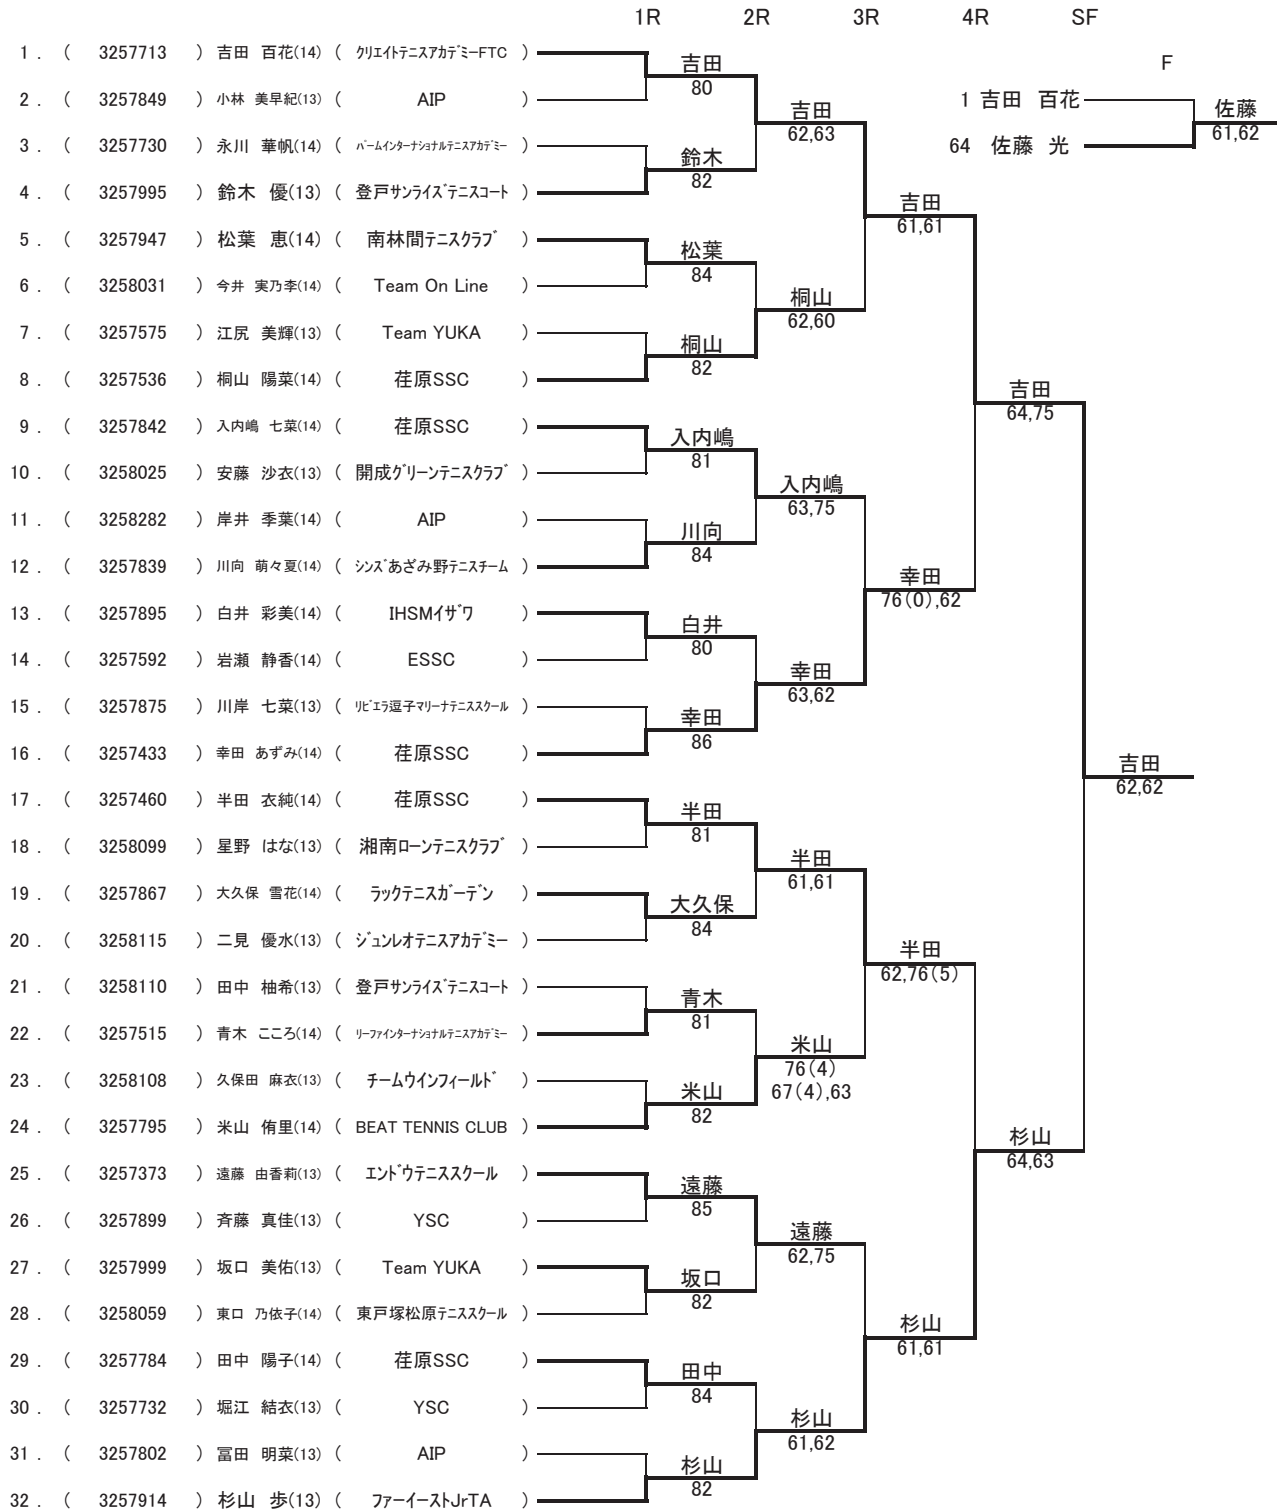 1R 2R 3R 4R SF
F
1 . ( 3257713 ) 吉田 百花(14) ( クリエイトテニスアカデミーFTC )
2 . ( 3257849 ) 小林 美早紀(13) ( AIP )
3 . ( 3257730 ) 永川 華帆(14) ( パームインターナショナルテニスアカデミー )
4 . ( 3257995 ) 鈴木 優(13) ( 登戸サンライズテニスコート )
5 . ( 3257947 ) 松葉 恵(14) ( 南林間テニスクラブ )
6 . ( 3258031 ) 今井 実乃李(14) ( Team On Line )
7 . ( 3257575 ) 江尻 美輝(13) ( Team YUKA )
8 . ( 3257536 ) 桐山 陽菜(14) ( 荏原SSC )
9 . ( 3257842 ) 入内嶋 七菜(14) ( 荏原SSC )
10 . ( 3258025 ) 安藤 沙衣(13) ( 開成グリーンテニスクラブ )
11 . ( 3258282 ) 岸井 季葉(14) ( AIP )
12 . ( 3257839 ) 川向 萌々夏(14) ( シンズあざみ野テニスチーム )
13 . ( 3257895 ) 白井 彩美(14) ( IHSMイザワ )
14 . ( 3257592 ) 岩瀬 静香(14) ( ESSC )
15 . ( 3257875 ) 川岸 七菜(13) ( リビエラ逗子マリーナテニススクール )
16 . ( 3257433 ) 幸田 あずみ(14) ( 荏原SSC )
17 . ( 3257460 ) 半田 衣純(14) ( 荏原SSC )
18 . ( 3258099 ) 星野 はな(13) ( 湘南ローンテニスクラブ )
19 . ( 3257867 ) 大久保 雪花(14) ( ラックテニスガーデン )
20 . ( 3258115 ) 二見 優水(13) ( ジュンレオテニスアカデミー )
21 . ( 3258110 ) 田中 柚希(13) ( 登戸サンライズテニスコート )
22 . ( 3257515 ) 青木 こころ(14) ( リーファインターナショナルテニスアカデミー )
23 . ( 3258108 ) 久保田 麻衣(13) ( チームウインフィールド )
24 . ( 3257795 ) 米山 侑里(14) ( BEAT TENNIS CLUB )
25 . ( 3257373 ) 遠藤 由香莉(13) ( エンドウテニススクール )
26 . ( 3257899 ) 斉藤 真佳(13) ( YSC )
27 . ( 3257999 ) 坂口 美佑(13) ( Team YUKA )
28 . ( 3258059 ) 東口 乃依子(14) ( 東戸塚松原テニススクール )
29 . ( 3257784 ) 田中 陽子(14) ( 荏原SSC )
30 . ( 3257732 ) 堀江 結衣(13) ( YSC )
31 . ( 3257802 ) 冨田 明菜(13) ( AIP )
32 . ( 3257914 ) 杉山 歩(13) ( ファーイーストJrTA )
吉田
80
鈴木
82
松葉
84
桐山
82
入内嶋
81
川向
84
白井
80
幸田
86
半田
81
大久保
84
青木
81
米山
82
遠藤
85
坂口
82
田中
84
杉山
82
吉田
62,63
桐山
62,60
入内嶋
63,75
幸田
63,62
半田
61,61
米山
76(4)
67(4),63
遠藤
62,75
杉山
61,62
吉田
61,61
幸田
76(0),62
半田
62,76(5)
杉山
61,61
吉田
64,75
杉山
64,63
吉田
62,62
1 吉田 百花
64 佐藤 光
佐藤
61,62